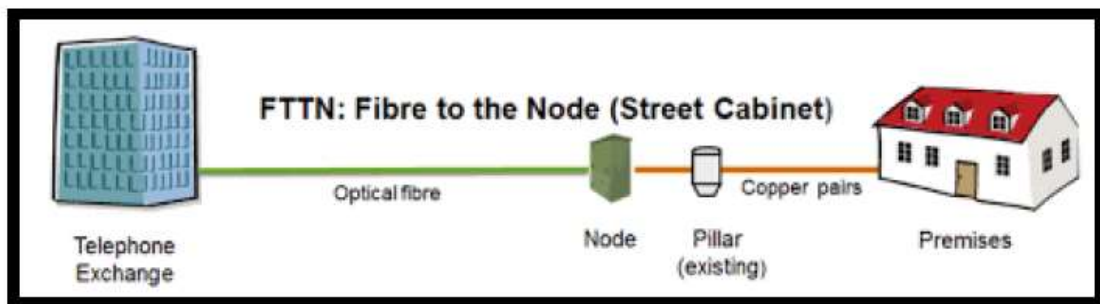 FTTN: Fibre to the Node (Street Cabinet)
Optical fibre
Copper pairs
Telephone
Exchange
Node
Pillar
(existing)
Premises